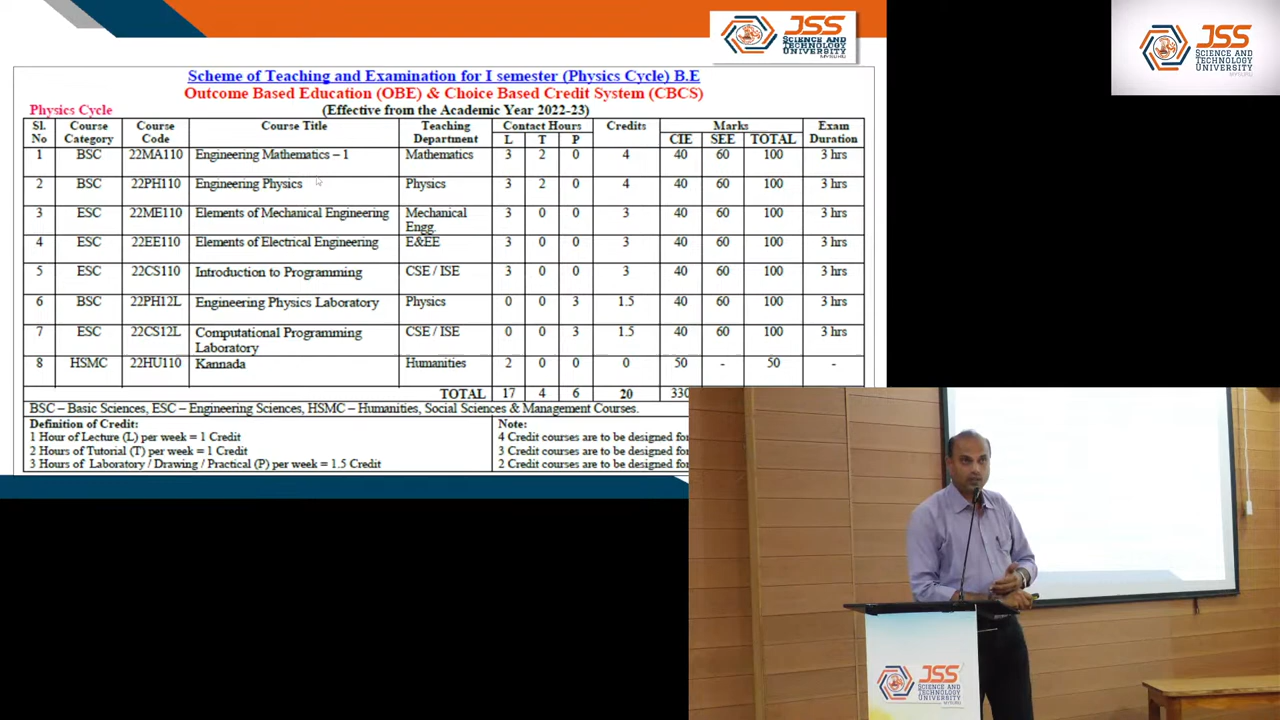 JSS
SCIENCE AND
TECHNOLOGY
UNIVERSITY
MYSURU
JSS
SCIENCE AND
TECHNOLOGY
UNIVERSITY
MYSURU
Scheme of Teaching and Examination for I semester (Physics Cycle) B.E
Outcome Based Education (OBE) & Choice Based Credit System (CBCS)
Physics Cycle (Effective from the Academic Year 2022-23)
Sl. No Course Category Course Code Course Title Teaching Department Contact Hours Credits Marks Exam Duration
L T P CIE SEE TOTAL
1 BSC 22MA110 Engineering Mathematics – 1 Mathematics 3 2 0 4 40 60 100 3 hrs
2 BSC 22PH110 Engineering Physics Physics 3 2 0 4 40 60 100 3 hrs
3 ESC 22ME110 Elements of Mechanical Engineering Mechanical Engg. 3 0 0 3 40 60 100 3 hrs
4 ESC 22EE110 Elements of Electrical Engineering E&EE 3 0 0 3 40 60 100 3 hrs
5 ESC 22CS110 Introduction to Programming CSE / ISE 3 0 0 3 40 60 100 3 hrs
6 BSC 22PH12L Engineering Physics Laboratory Physics 0 0 3 1.5 40 60 100 3 hrs
7 ESC 22CS12L Computational Programming Laboratory CSE / ISE 0 0 3 1.5 40 60 100 3 hrs
8 HSMC 22HU110 Kannada Humanities 2 0 0 0 50 - 50 -
TOTAL 17 4 6 20 330
BSC – Basic Sciences, ESC – Engineering Sciences, HSMC – Humanities, Social Sciences & Management Courses.
Definition of Credit:
1 Hour of Lecture (L) per week = 1 Credit
2 Hours of Tutorial (T) per week = 1 Credit
3 Hours of Laboratory / Drawing / Practical (P) per week = 1.5 Credit
Note:
4 Credit courses are to be designed for
3 Credit courses are to be designed for
2 Credit courses are to be designed for
JSS
SCIENCE AND
TECHNOLOGY
UNIVERSITY
MYSURU